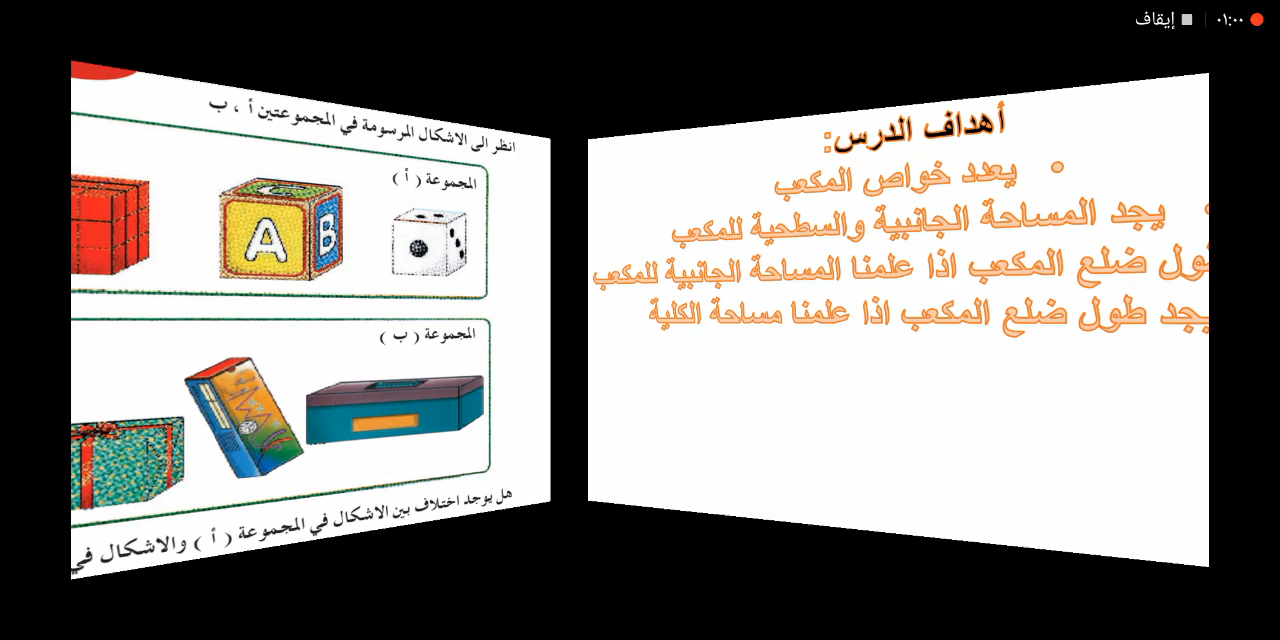 ٠١:٠٠ إيقاف
أهداف الدرس:
• يعدد خواص المكعب
• يجد المساحة الجانبية والسطحية للمكعب
ضلع المكعب اذا علمنا المساحة الجانبية للمكعب
يجد طول ضلع المكعب اذا علمنا مساحة الكلية
انظر الى الاشكال المرسومة في المجموعتين أ ، ب
المجموعة ( أ )
A B
المجموعة ( ب )
هل يوجد اختلاف بين الاشكال في المجموعة ( أ ) والاشكال في